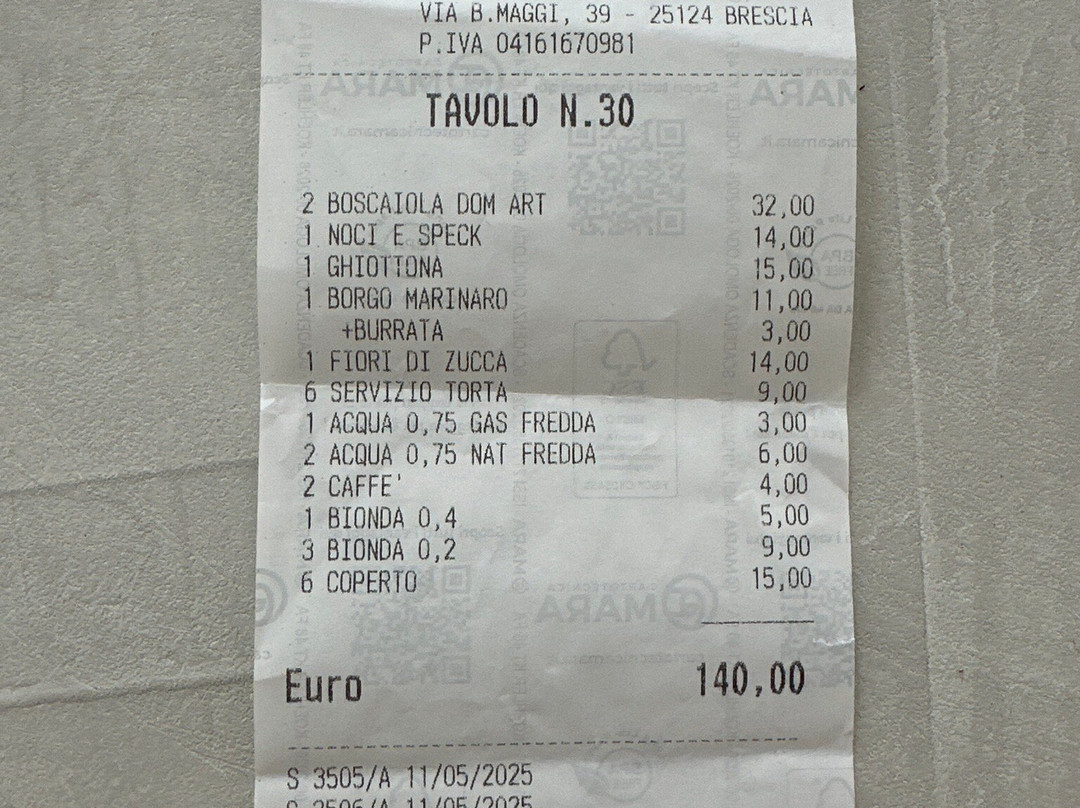 VIA B.MAGGI, 39 - 25124 BRESCIA
P.IVA 04161670981
TAVOLO N.30
2 BOSCAIOLA DOM ART 32,00
1 NOCI E SPECK 14,00
1 GHIOTTONA 15,00
1 BORGO MARINARO 11,00
+BURRATA 3,00
1 FIORI DI ZUCCA 14,00
6 SERVIZIO TORTA 9,00
1 ACQUA 0,75 GAS FREDDA 3,00
2 ACQUA 0,75 NAT FREDDA 6,00
2 CAFFE' 4,00
1 BIONDA 0,4 5,00
3 BIONDA 0,2 9,00
6 COPERTO 15,00
Euro 140,00
S 3505/A 11/05/2025
S 3506/A 11/05/2025